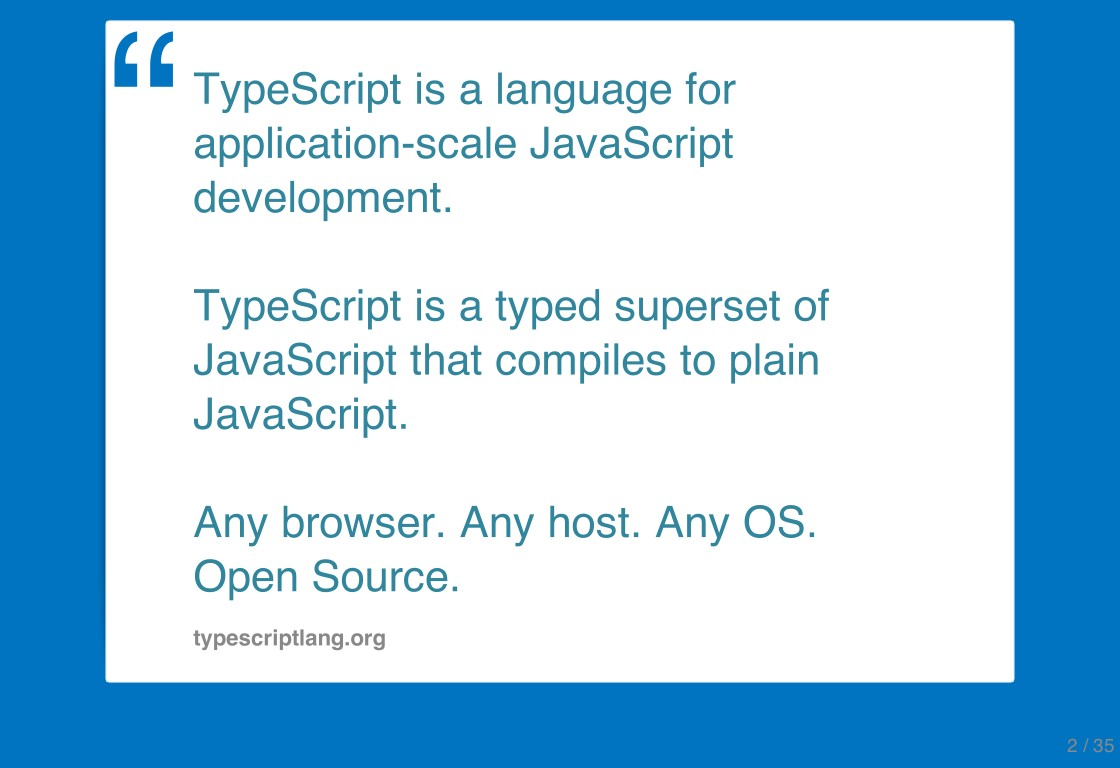 “
TypeScript is a language for
application-scale JavaScript
development.
TypeScript is a typed superset of
JavaScript that compiles to plain
JavaScript.
Any browser. Any host. Any OS.
Open Source.
typescriptlang.org
2 / 35